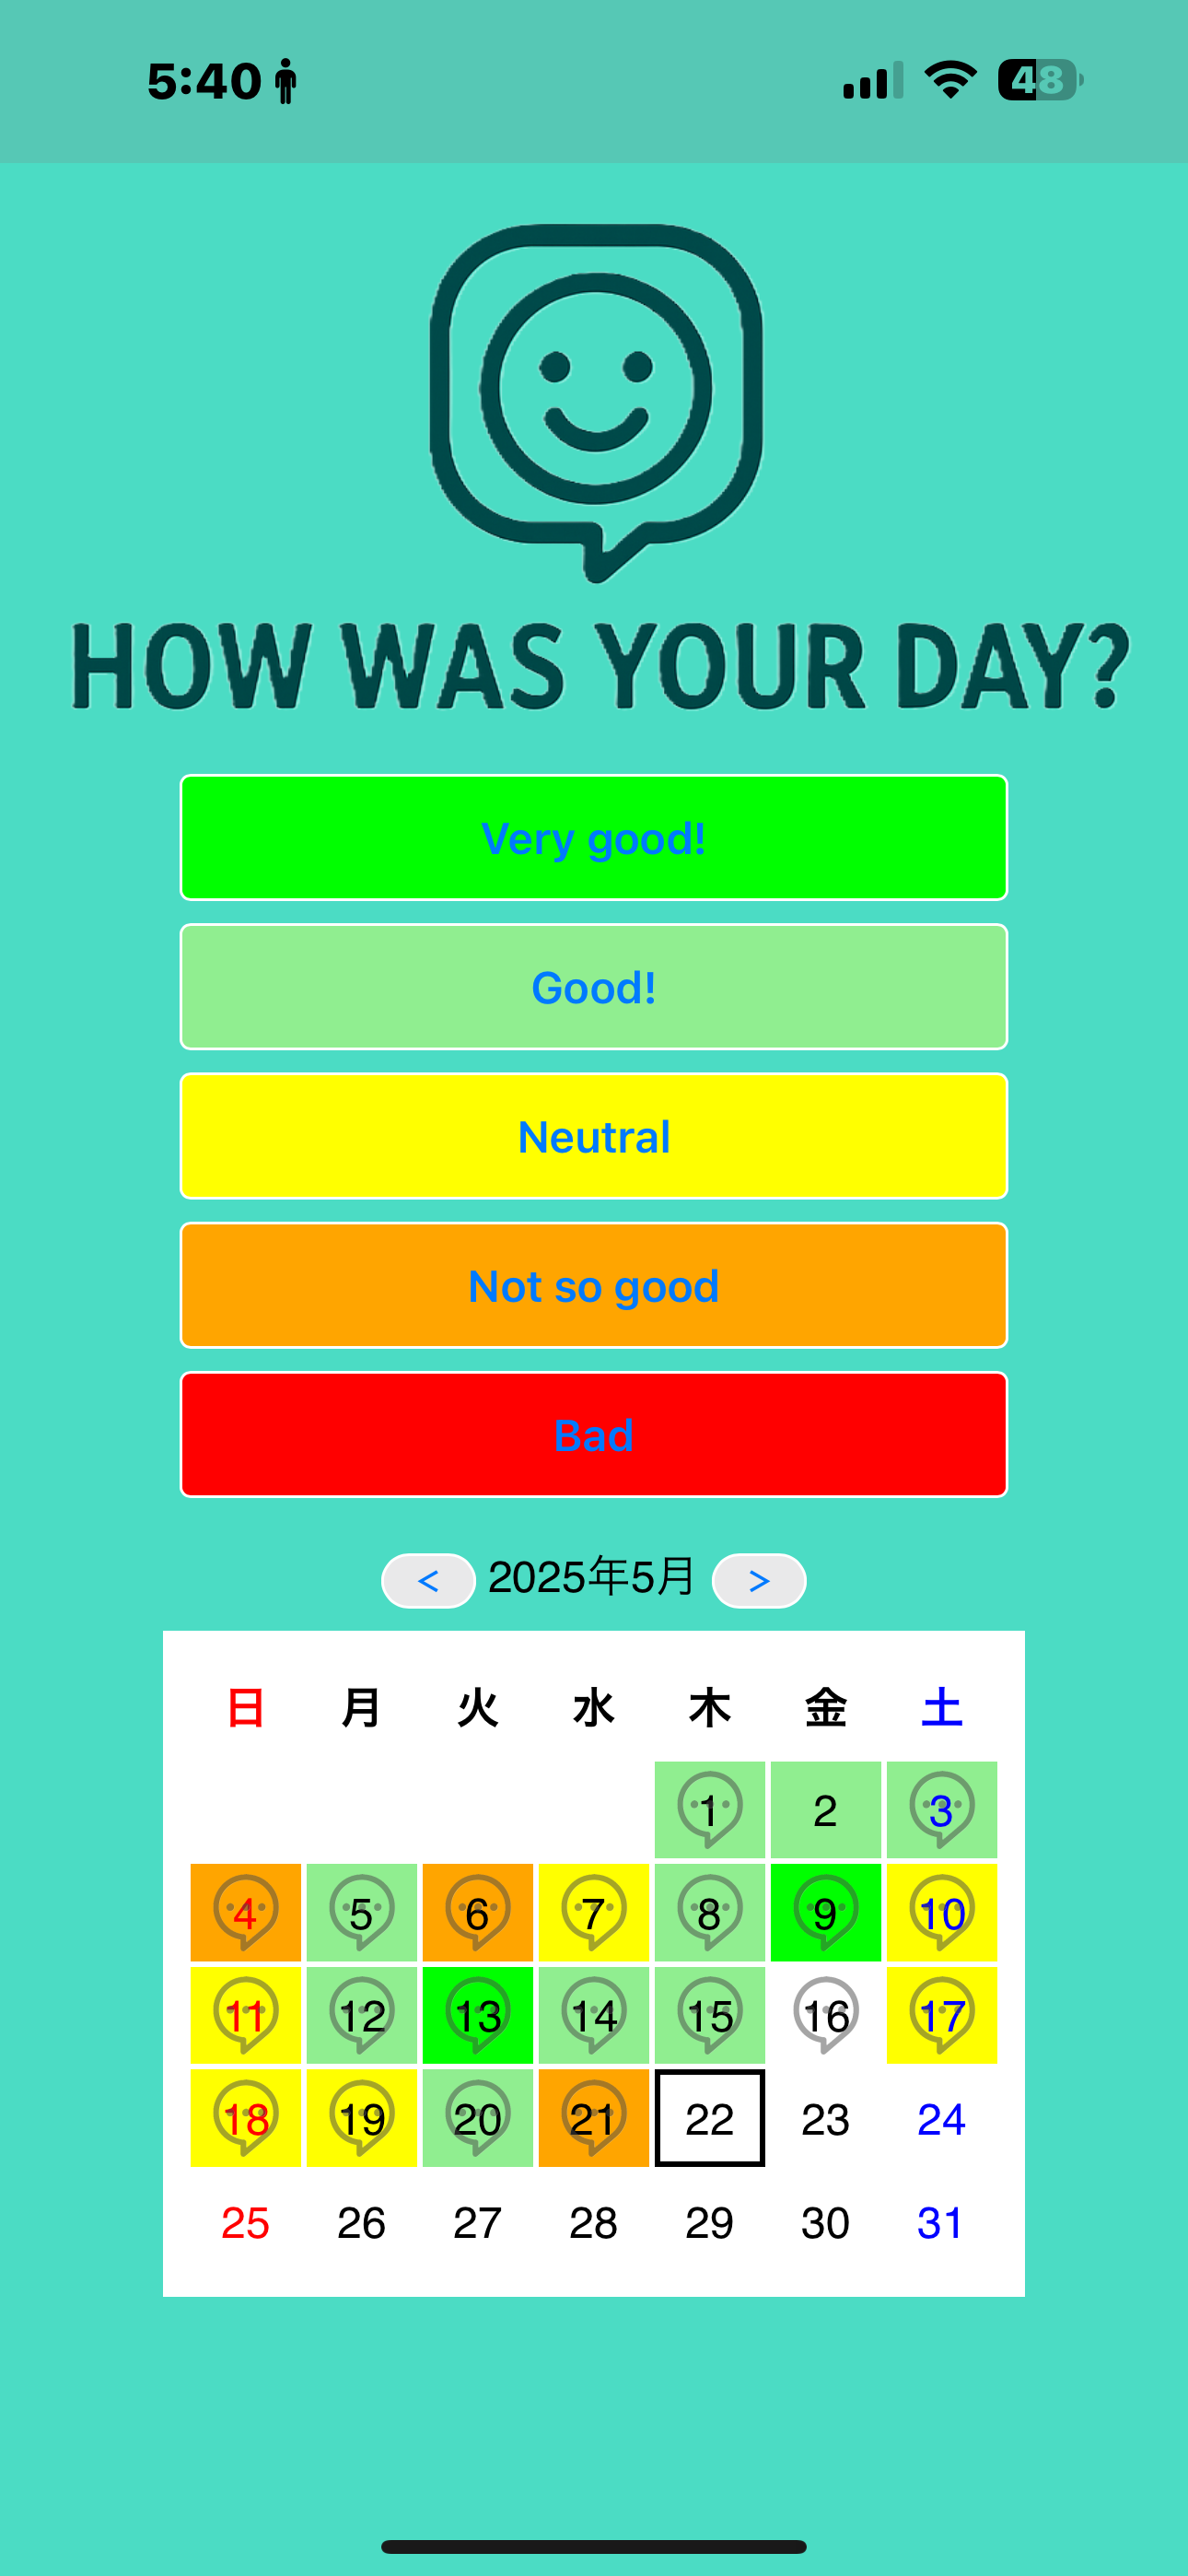 5:40
48
HOW WAS YOUR DAY?
Very good!
Good!
Neutral
Not so good
Bad
< 2025年5月 >
日 月 火 水 木 金 土
1 2 3
4 5 6 7 8 9 10
11 12 13 14 15 16 17
18 19 20 21 22 23 24
25 26 27 28 29 30 31